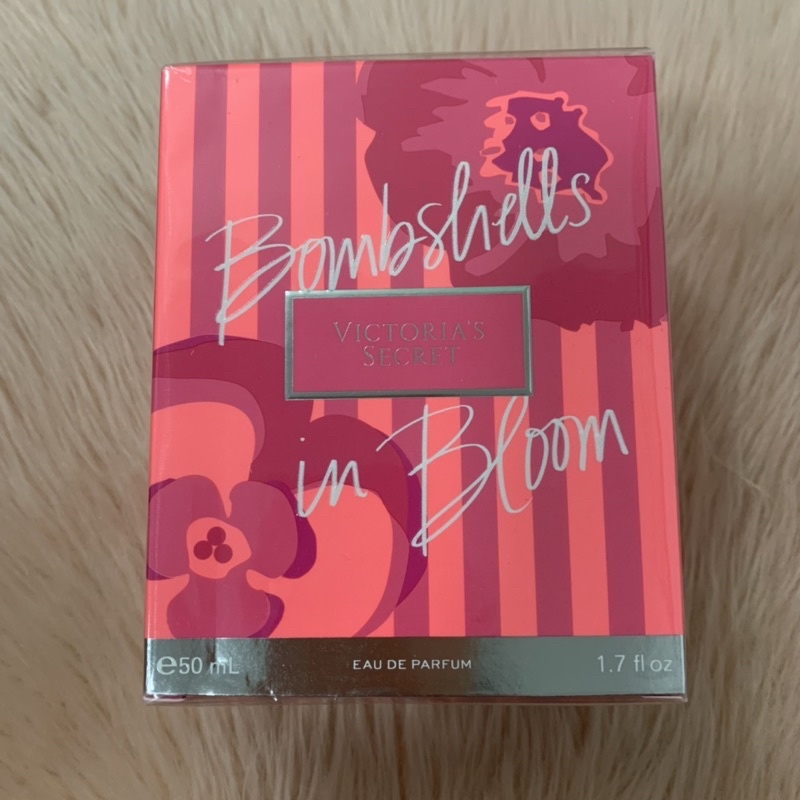 Bombshells
VICTORIA'S
SECRET
in Bloom
℮50 mL EAU DE PARFUM 1.7 fl oz